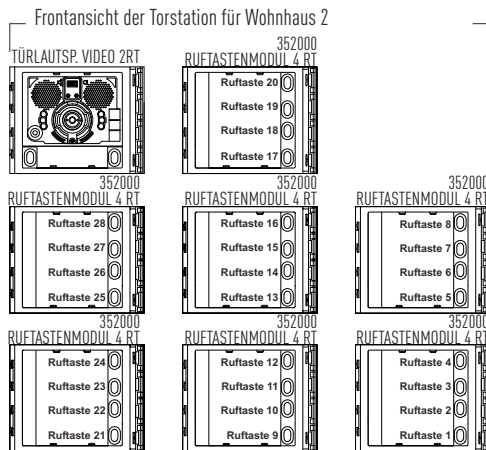 Frontansicht der Torstation für Wohnhaus 2
TÜRLAUTSP. VIDEO 2RT
352000
RUFTASTENMODUL 4 RT
Ruftaste 20
Ruftaste 19
Ruftaste 18
Ruftaste 17
352000
RUFTASTENMODUL 4 RT
Ruftaste 28
Ruftaste 27
Ruftaste 26
Ruftaste 25
352000
RUFTASTENMODUL 4 RT
Ruftaste 16
Ruftaste 15
Ruftaste 14
Ruftaste 13
352000
RUFTASTENMODUL 4 RT
Ruftaste 8
Ruftaste 7
Ruftaste 6
Ruftaste 5
352000
RUFTASTENMODUL 4 RT
Ruftaste 24
Ruftaste 23
Ruftaste 22
Ruftaste 21
352000
RUFTASTENMODUL 4 RT
Ruftaste 12
Ruftaste 11
Ruftaste 10
Ruftaste 9
352000
RUFTASTENMODUL 4 RT
Ruftaste 4
Ruftaste 3
Ruftaste 2
Ruftaste 1